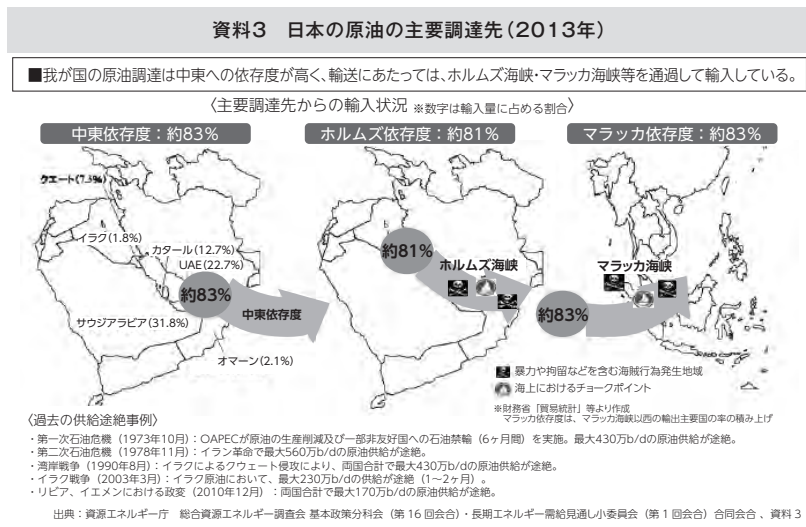 資料3　日本の原油の主要調達先（2013年）
■我が国の原油調達は中東への依存度が高く、輸送にあたっては、ホルムズ海峡・マラッカ海峡等を通過して輸入している。
〈主要調達先からの輸入状況 ※数字は輸入量に占める割合〉
中東依存度：約83%
クエート(7.3%)
イラク(1.8%)
カタール(12.7%)
UAE(22.7%)
約83%
中東依存度
サウジアラビア(31.8%)
オマーン(2.1%)
ホルムズ依存度：約81%
約81%
ホルムズ海峡
マラッカ依存度：約83%
マラッカ海峡
約83%
暴力や拘留などを含む海賊行為発生地域
海上におけるチョークポイント
※財務省「貿易統計」等より作成
マラッカ依存度は、マラッカ海峡以西の輸出主要国の率の積み上げ
〈過去の供給途絶事例〉
・第一次石油危機（1973年10月）：OAPECが原油の生産削減及び一部非友好国への石油禁輸（6ヶ月間）を実施。最大430万b/dの原油供給が途絶。
・第二次石油危機（1978年11月）：イラン革命で最大560万b/dの原油供給が途絶。
・湾岸戦争（1990年8月）：イラクによるクウェート侵攻により、両国合計で最大430万b/dの原油供給が途絶。
・イラク戦争（2003年3月）：イラク原油において、最大230万b/dの供給が途絶（1〜2ヶ月）。
・リビア、イエメンにおける政変（2010年12月）：両国合計で最大170万b/dの原油供給が途絶。
出典：資源エネルギー庁　総合資源エネルギー調査会 基本政策分科会（第16回会合）・長期エネルギー需給見通し小委員会（第1回会合）合同会合、資料3